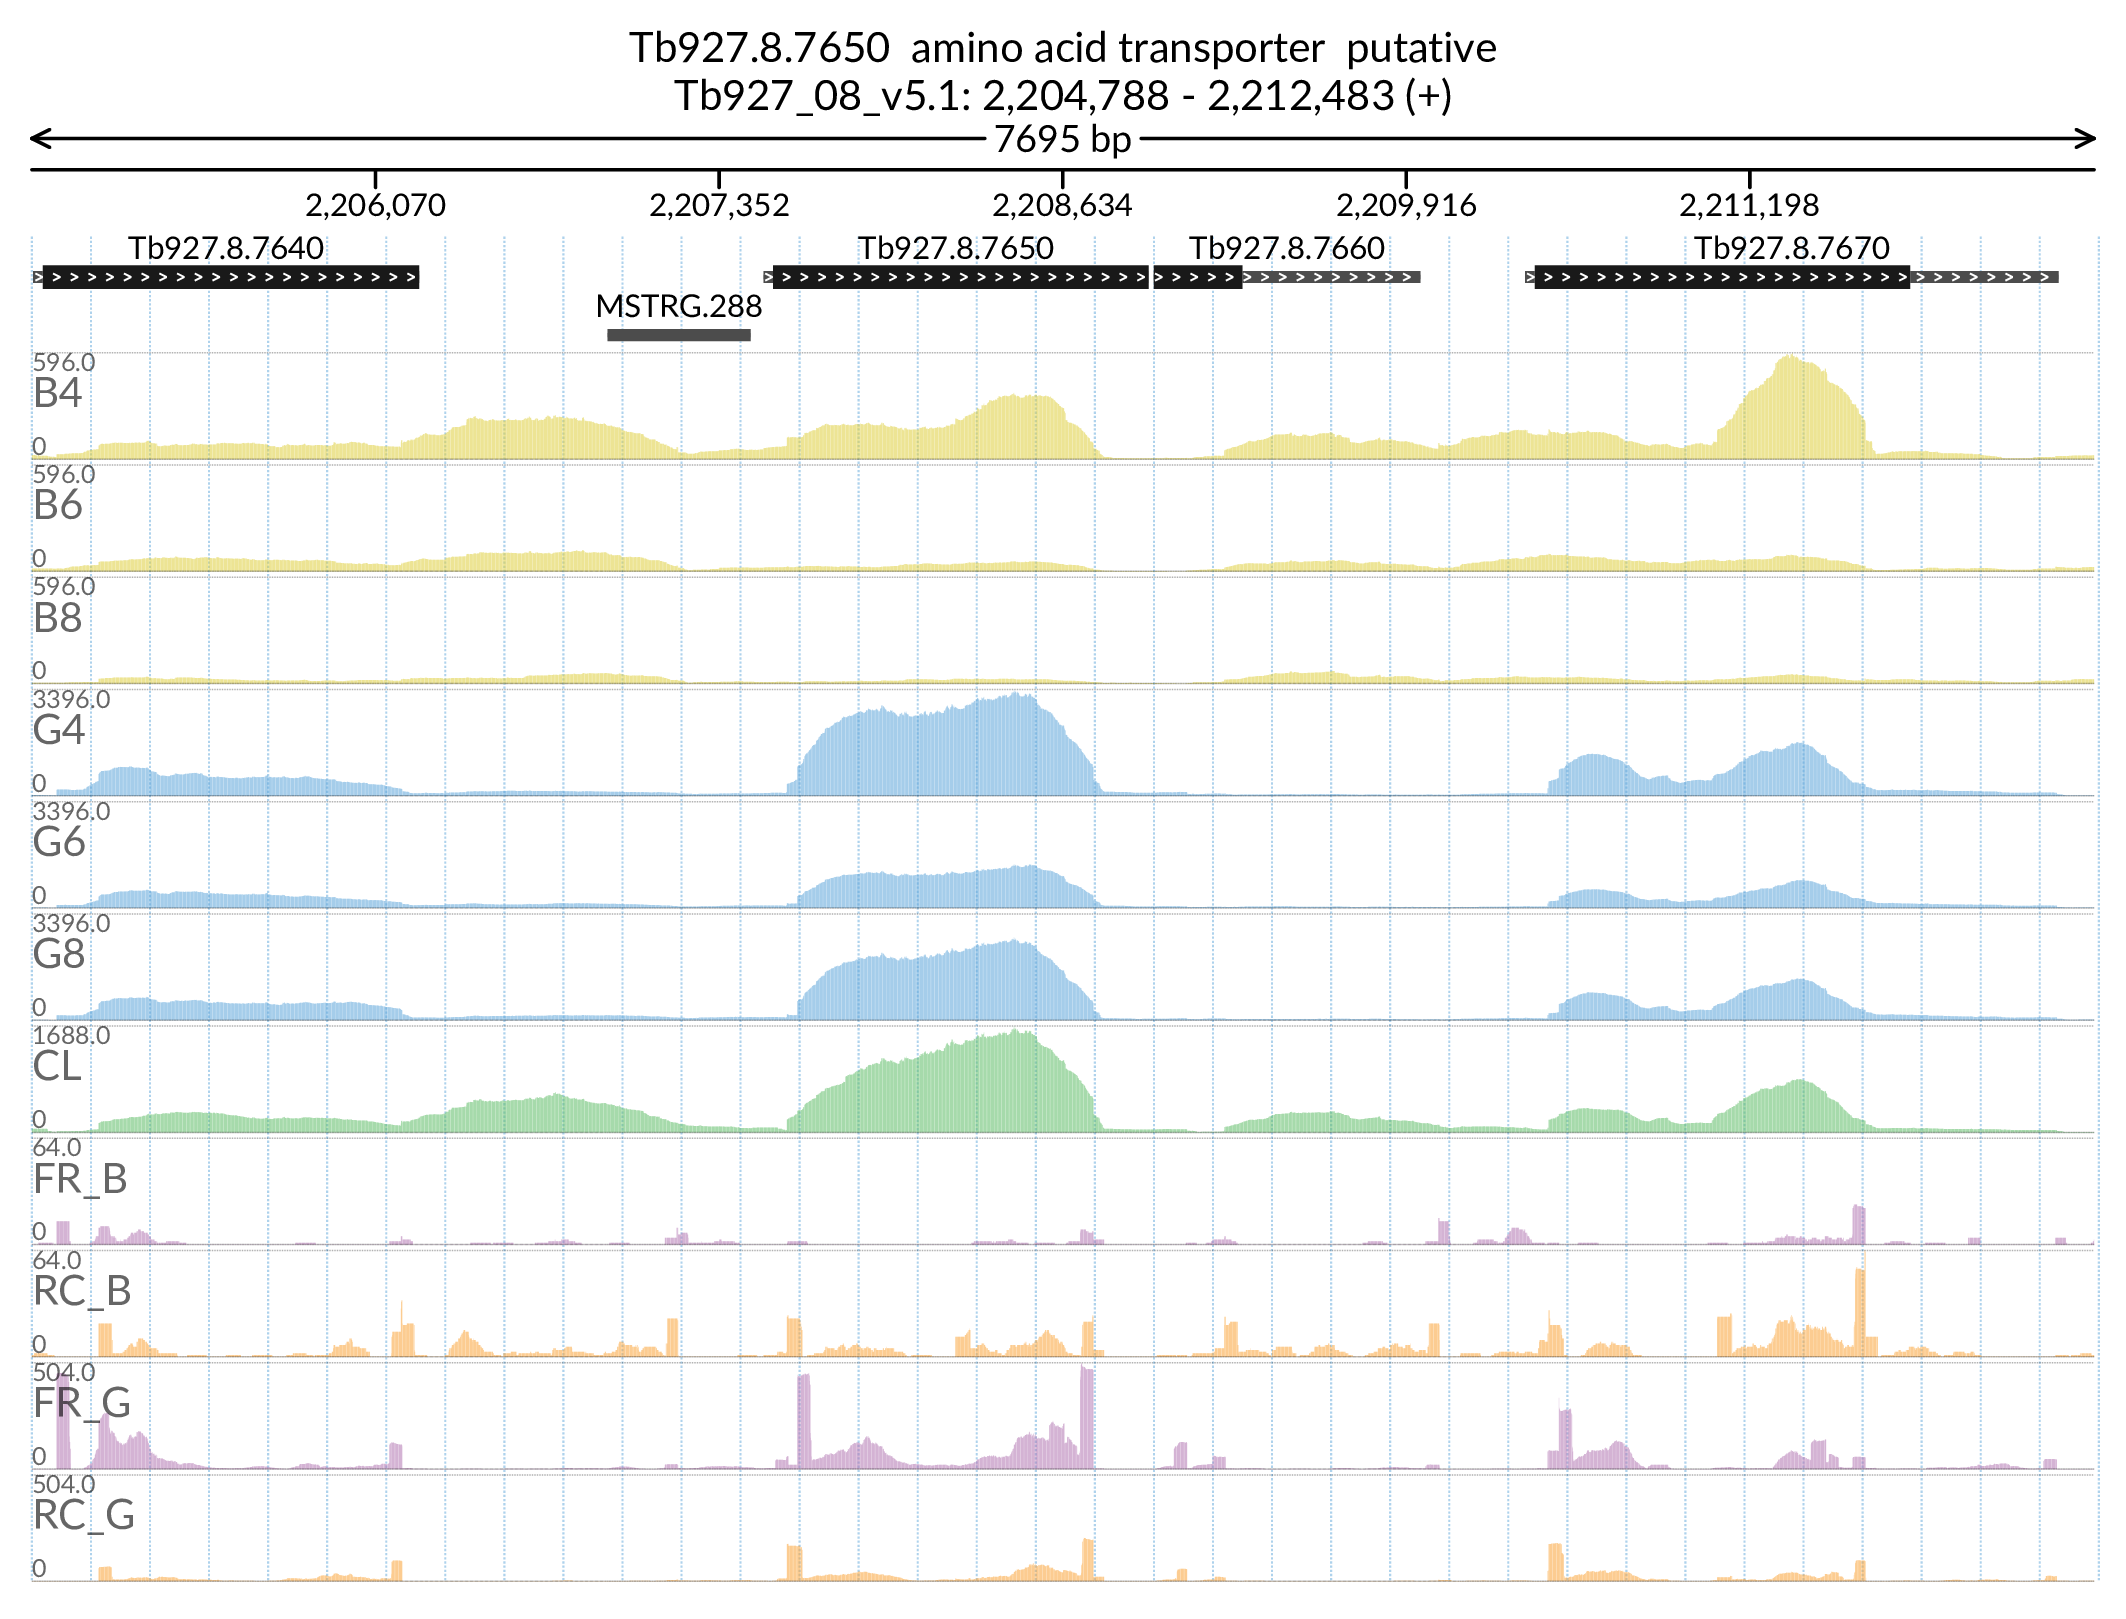 Tb927.8.7650  amino acid transporter  putative
Tb927_08_v5.1: 2,204,788 - 2,212,483 (+)
7695 bp
2,206,070 2,207,352 2,208,634 2,209,916 2,211,198
Tb927.8.7640 Tb927.8.7650 Tb927.8.7660 Tb927.8.7670
MSTRG.288
596.0
B4
0
596.0
B6
0
596.0
B8
0
3396.0
G4
0
3396.0
G6
0
3396.0
G8
0
1688.0
CL
0
64.0
FR_B
0
64.0
RC_B
0
504.0
FR_G
0
504.0
RC_G
0